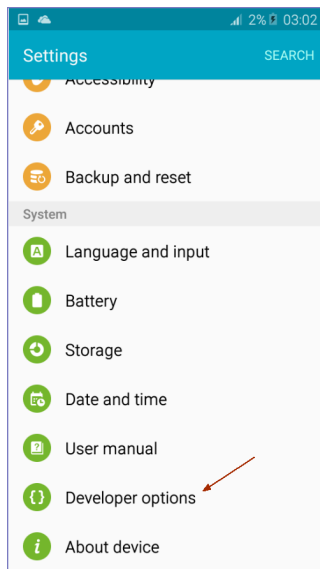 2% 03:02
Settings SEARCH
Accessibility
Accounts
Backup and reset
System
Language and input
Battery
Storage
Date and time
User manual
Developer options
About device